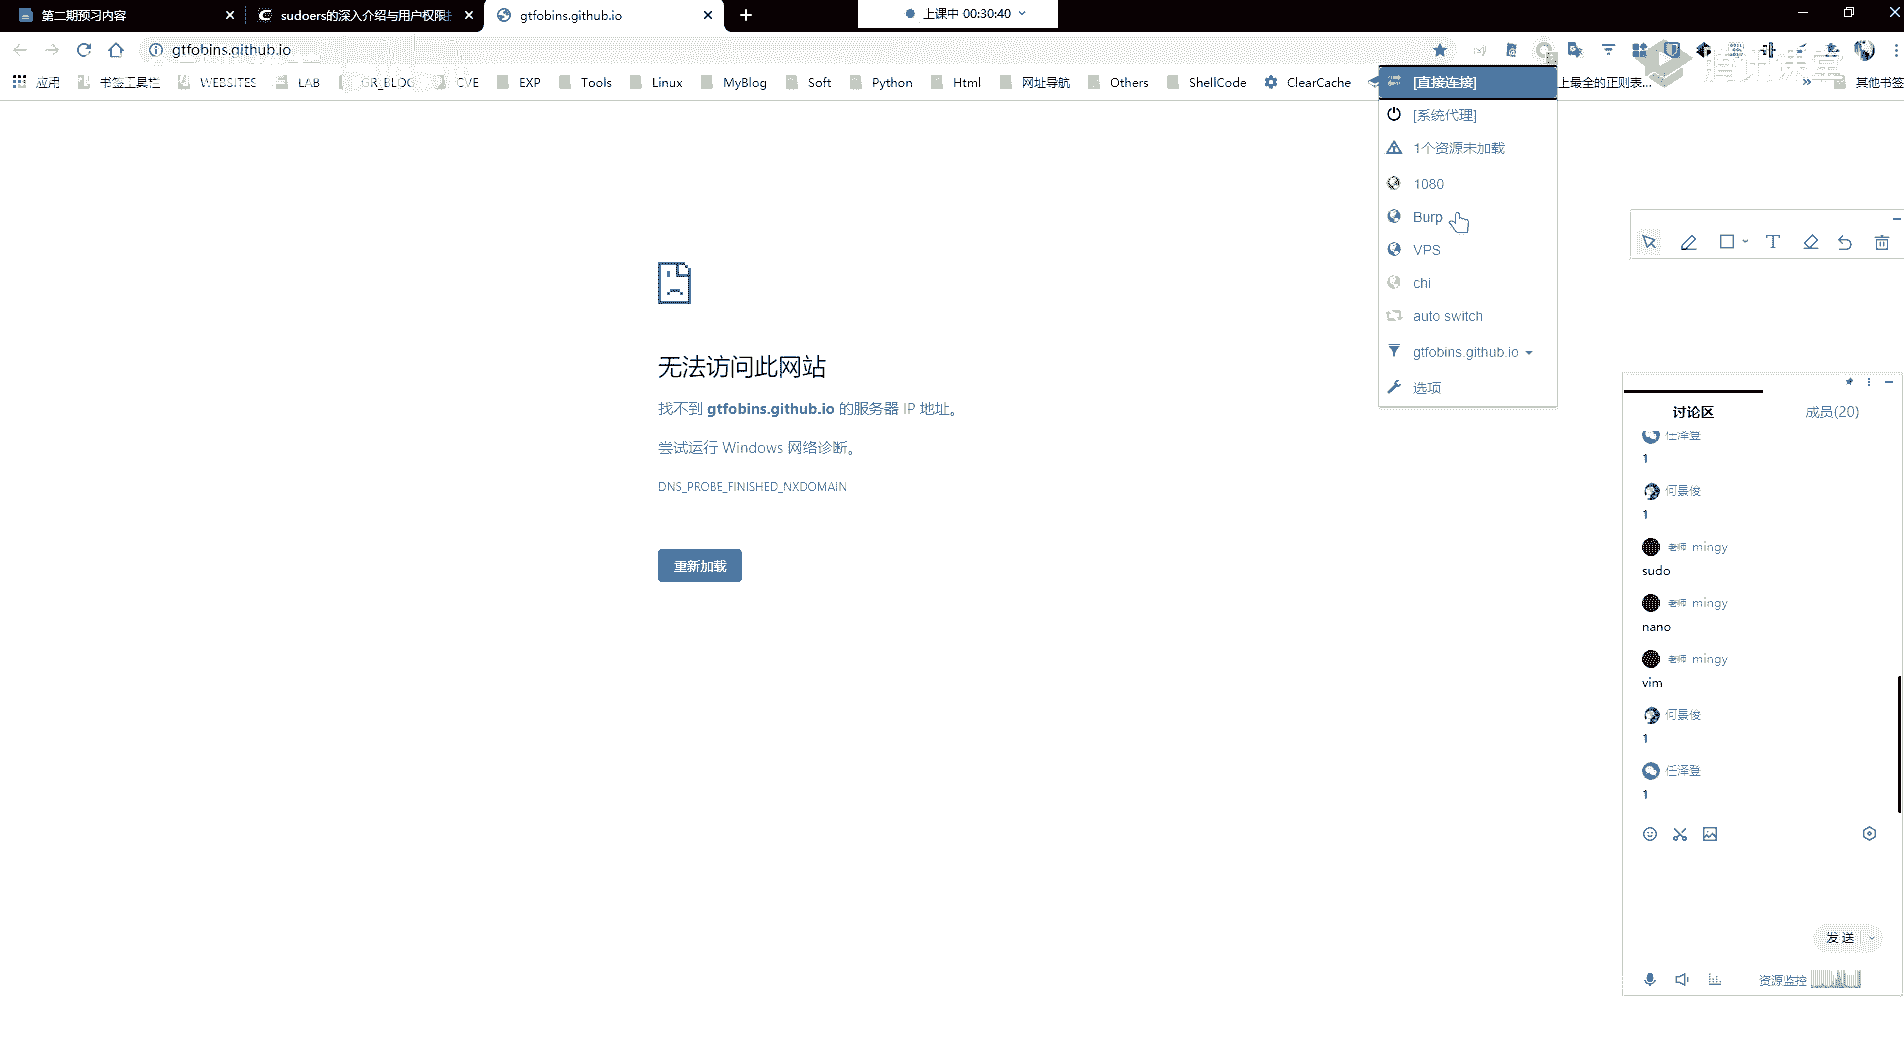 第二期预习内容
sudoers的深入介绍与用户权限
gtfobins.github.io
上课中 00:30:40
gtfobins.github.io
腾讯课堂
应用
书签工具栏
WEBSITES
LAB
GR_BLOG
CVE
EXP
Tools
Linux
MyBlog
Soft
Python
Html
网址导航
Others
ShellCode
ClearCache
上最全的正则表...
»
其他书签
[直接连接]
[系统代理]
1个资源未加载
1080
Burp
VPS
chi
auto switch
gtfobins.github.io
选项
无法访问此网站
找不到 gtfobins.github.io 的服务器 IP 地址。
尝试运行 Windows 网络诊断。
DNS_PROBE_FINISHED_NXDOMAIN
重新加载
讨论区
成员(20)
任泽登
1
何景俊
1
老师 mingy
sudo
老师 mingy
nano
老师 mingy
vim
何景俊
1
任泽登
1
发送
资源监控